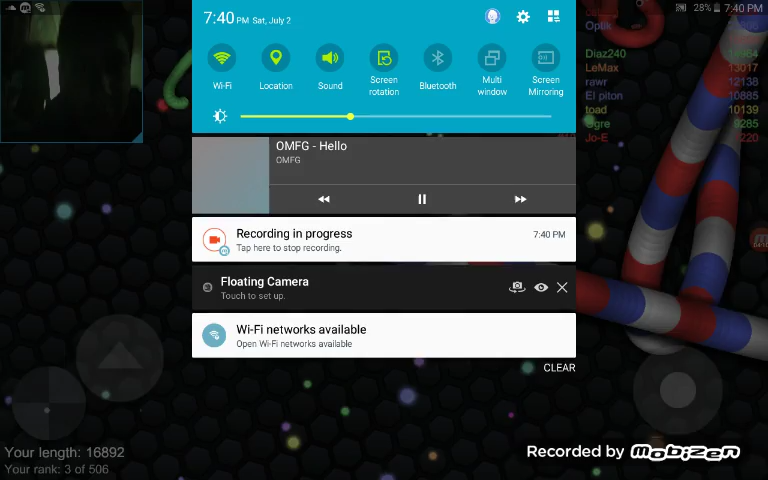 28% 7:40 PM
7:40 PM Sat, July 2
Wi-Fi
Location
Sound
Screen rotation
Bluetooth
Multi window
Screen Mirroring
Optik
Diaz240
LeMax 13017
rawr 12138
El piton 10885
toad 10139
Ogre 9285
Jo-E
OMFG - Hello
OMFG
Recording in progress 7:40 PM
Tap here to stop recording.
Floating Camera
Touch to set up.
Wi-Fi networks available
Open Wi-Fi networks available
CLEAR
Your length: 16892
Your rank: 3 of 506
Recorded by Mobizen